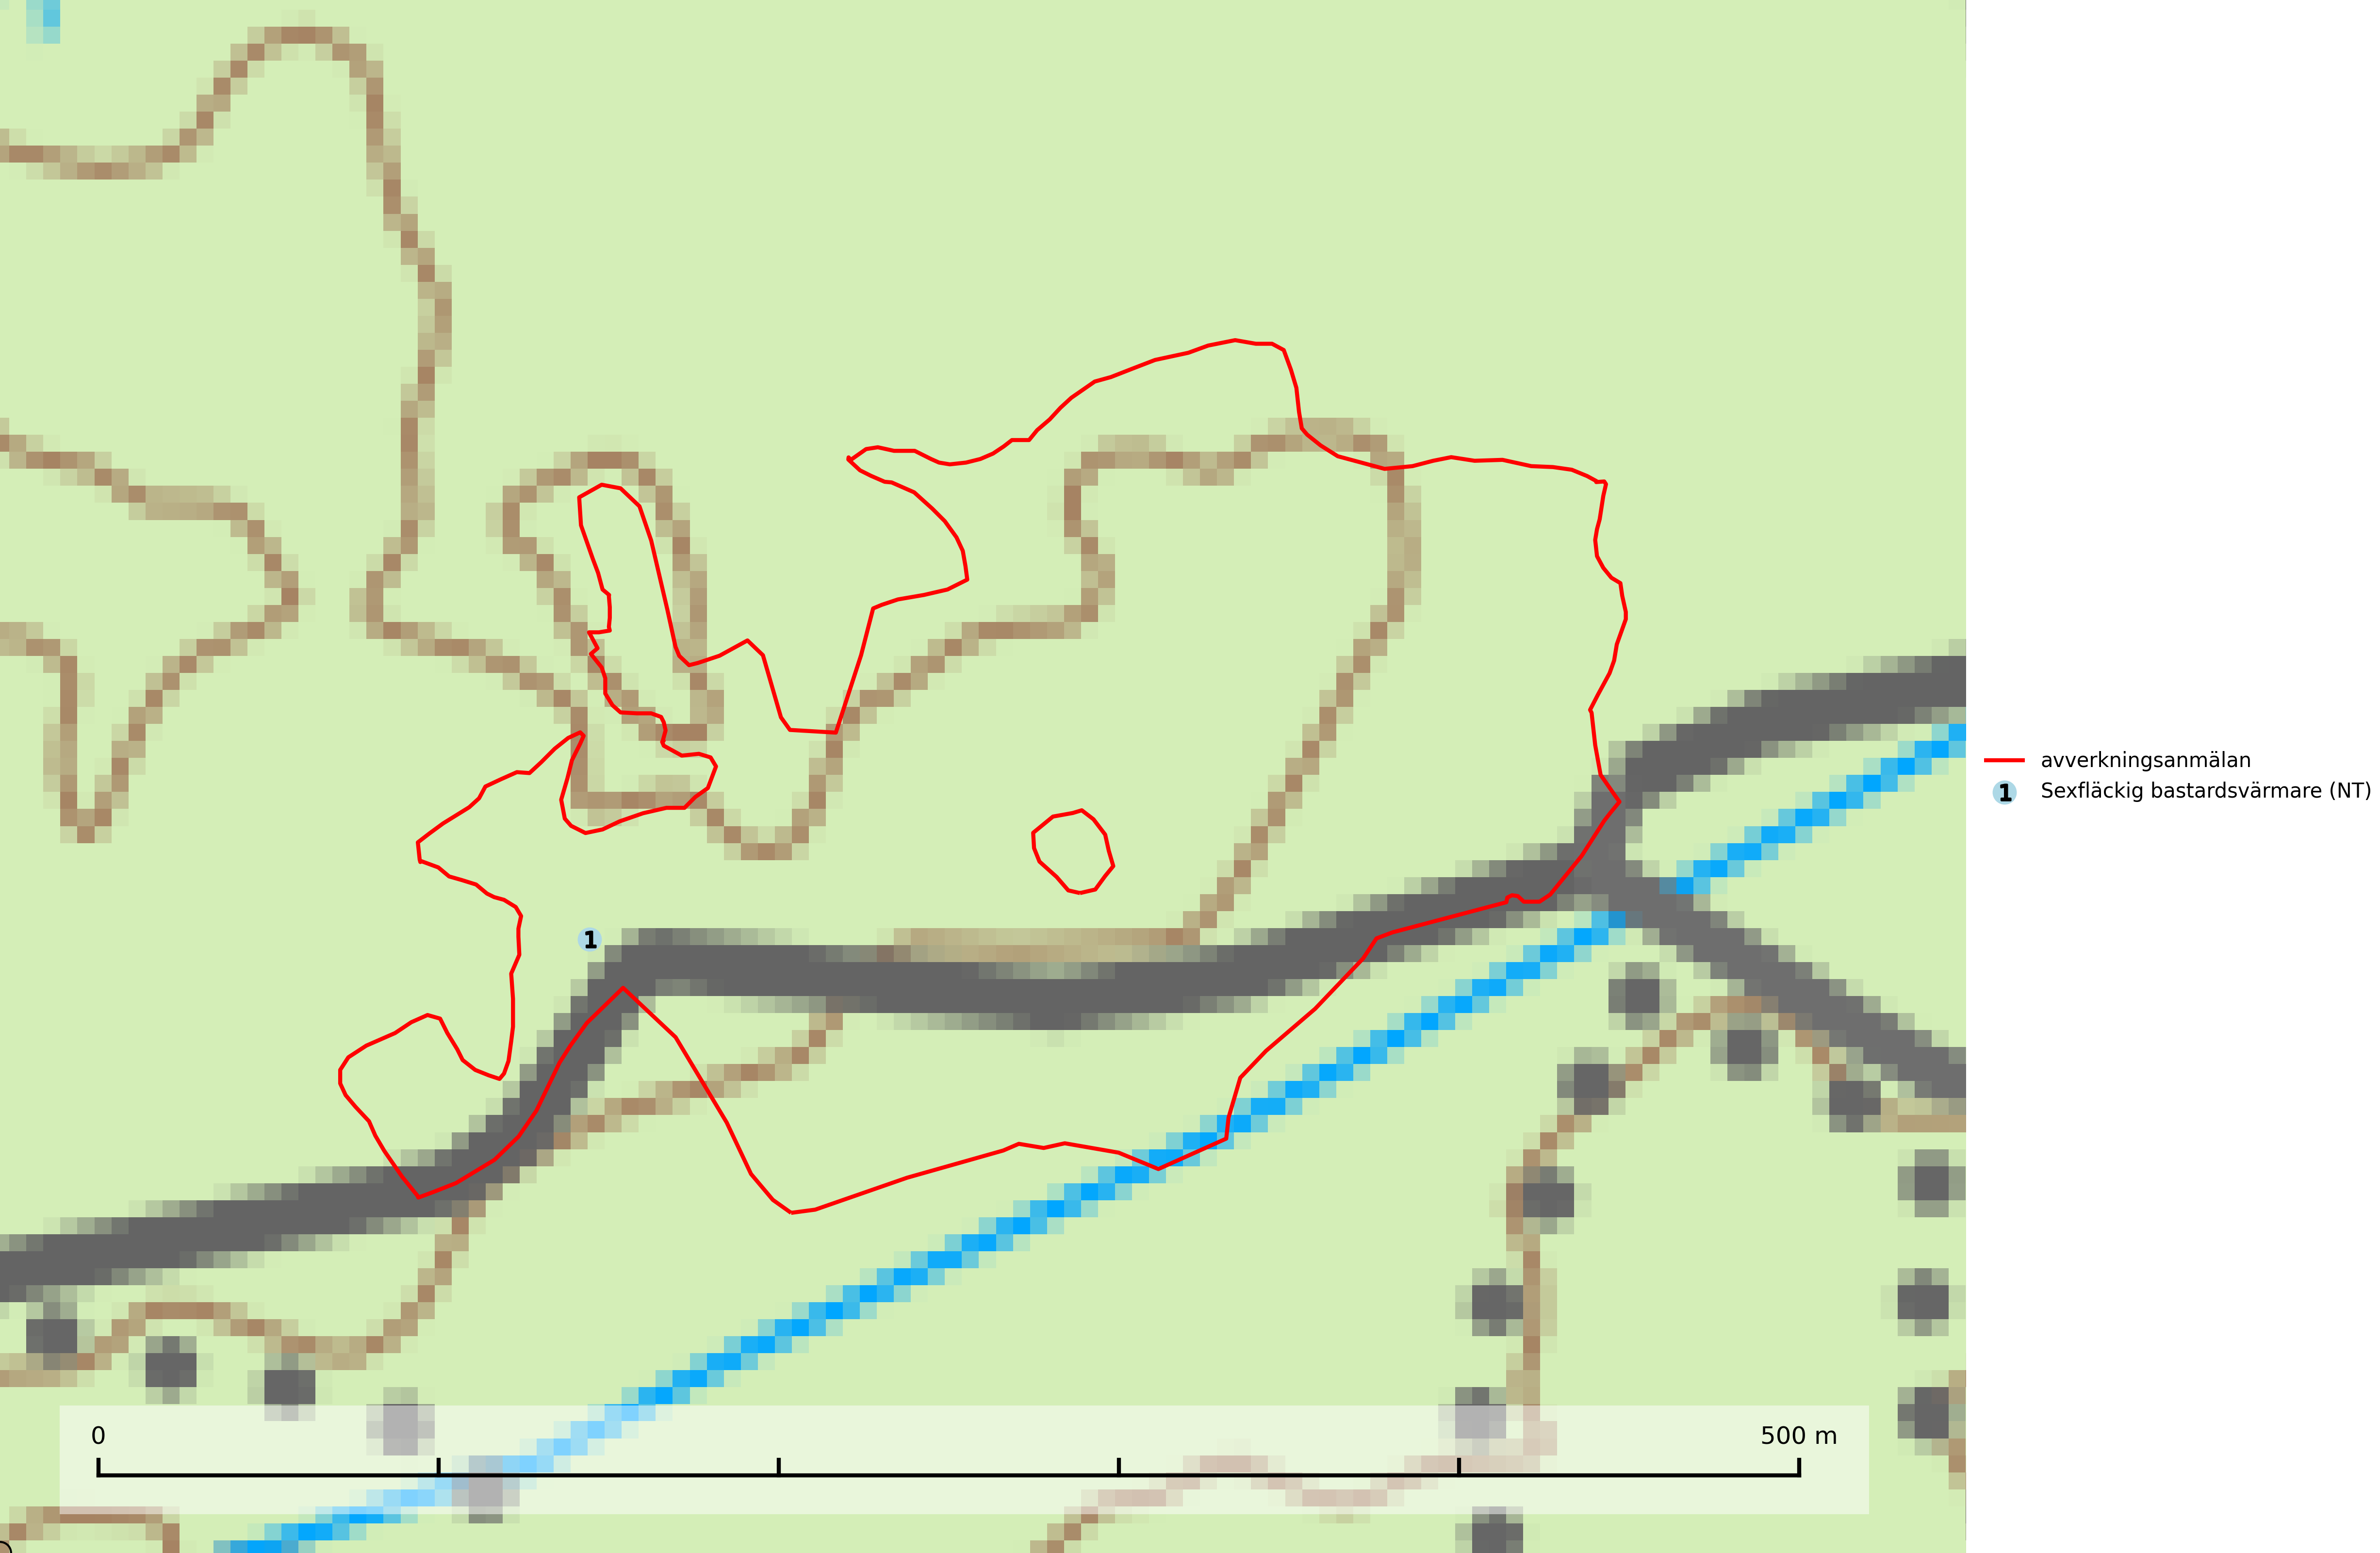 1
0
500 m
avverkningsanmälan
1 Sexfläckig bastardsvärmare (NT)